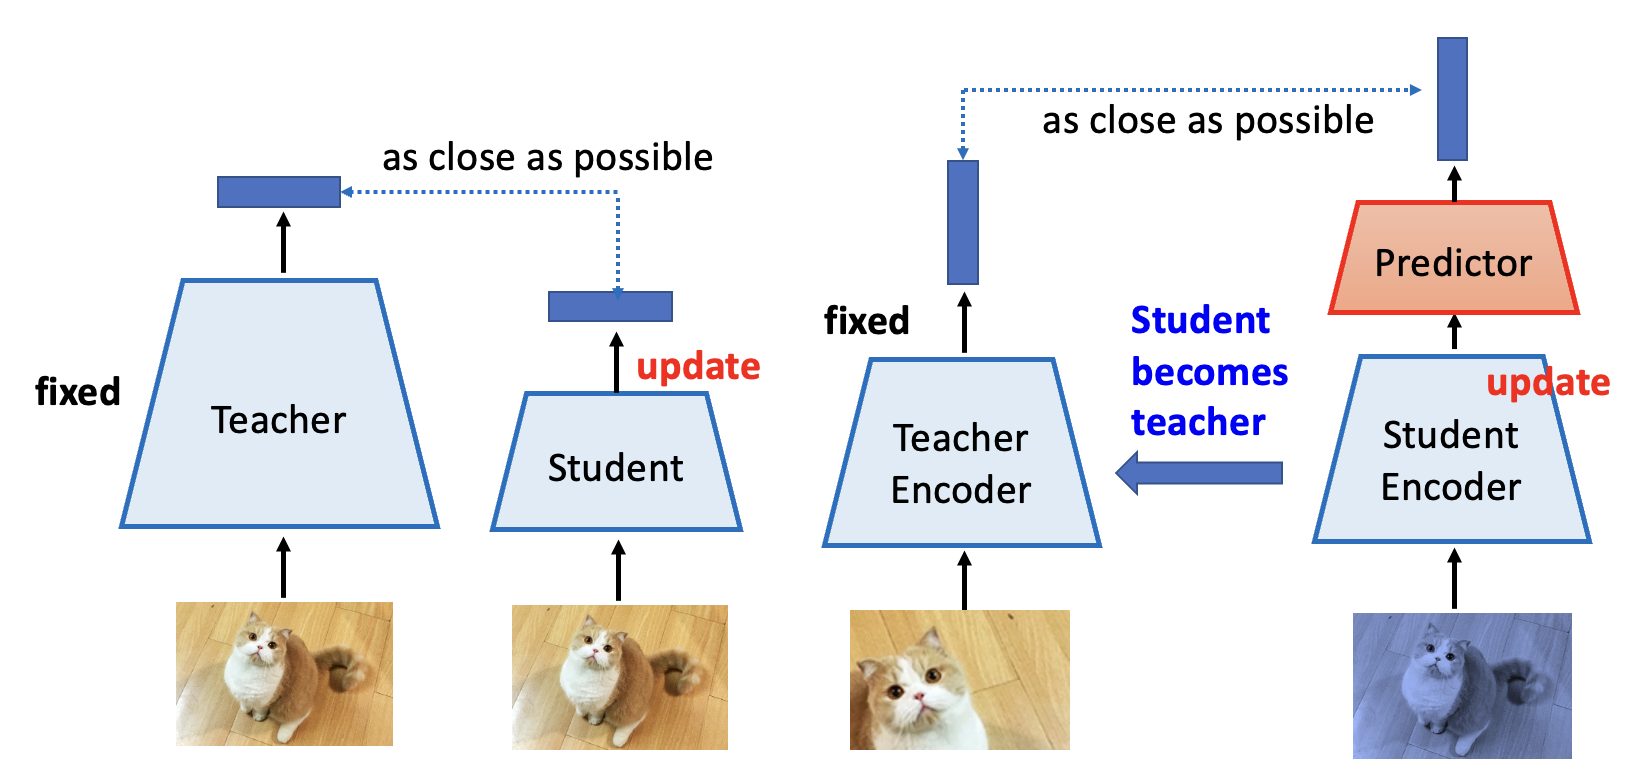 as close as possible
fixed
Teacher
update
Student
as close as possible
Predictor
fixed
Student
becomes
teacher
update
Teacher
Encoder
Student
Encoder